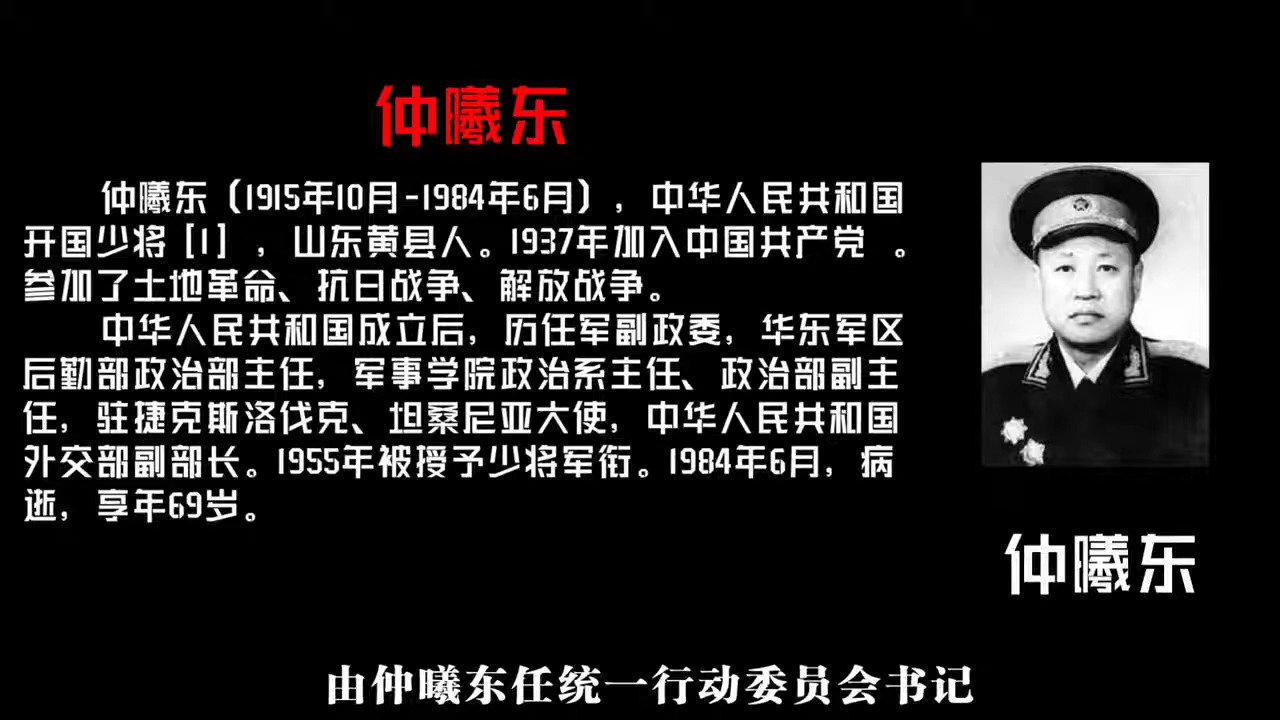 仲曦东
仲曦东（1915年10月-1984年6月），中华人民共和国
开国少将 [1] ，山东黄县人。1937年加入中国共产党 。
参加了土地革命、抗日战争、解放战争。
中华人民共和国成立后，历任军副政委，华东军区
后勤部政治部主任，军事学院政治系主任、政治部副主
任，驻捷克斯洛伐克、坦桑尼亚大使，中华人民共和国
外交部副部长。1955年被授予少将军衔。1984年6月，病
逝，享年69岁。
仲曦东
由仲曦东任统一行动委员会书记